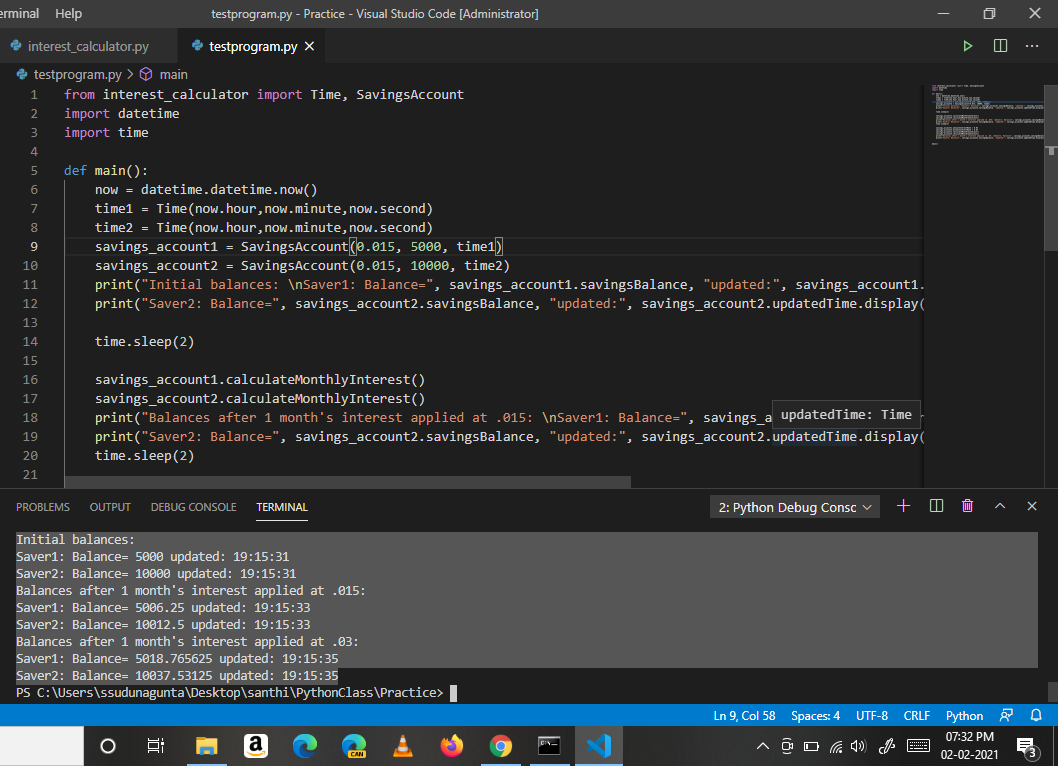 erminal Help testprogram.py - Practice - Visual Studio Code [Administrator]
interest_calculator.py testprogram.py
testprogram.py > main
1 from interest_calculator import Time, SavingsAccount
2 import datetime
3 import time
4
5 def main():
6 now = datetime.datetime.now()
7 time1 = Time(now.hour,now.minute,now.second)
8 time2 = Time(now.hour,now.minute,now.second)
9 savings_account1 = SavingsAccount(0.015, 5000, time1)
10 savings_account2 = SavingsAccount(0.015, 10000, time2)
11 print("Initial balances: \nSaver1: Balance=", savings_account1.savingsBalance, "updated:", savings_account1.
12 print("Saver2: Balance=", savings_account2.savingsBalance, "updated:", savings_account2.updatedTime.display(
13
14 time.sleep(2)
15
16 savings_account1.calculateMonthlyInterest()
17 savings_account2.calculateMonthlyInterest()
18 print("Balances after 1 month's interest applied at .015: \nSaver1: Balance=", savings_a
updatedTime: Time
19 print("Saver2: Balance=", savings_account2.savingsBalance, "updated:", savings_account2.updatedTime.display(
20 time.sleep(2)
21
PROBLEMS OUTPUT DEBUG CONSOLE TERMINAL 2: Python Debug Consc
Initial balances:
Saver1: Balance= 5000 updated: 19:15:31
Saver2: Balance= 10000 updated: 19:15:31
Balances after 1 month's interest applied at .015:
Saver1: Balance= 5006.25 updated: 19:15:33
Saver2: Balance= 10012.5 updated: 19:15:33
Balances after 1 month's interest applied at .03:
Saver1: Balance= 5018.765625 updated: 19:15:35
Saver2: Balance= 10037.53125 updated: 19:15:35
PS C:\Users\ssudunagunta\Desktop\santhi\PythonClass\Practice>
Ln 9, Col 58 Spaces: 4 UTF-8 CRLF Python
a CAN 07:32 PM
02-02-2021 3